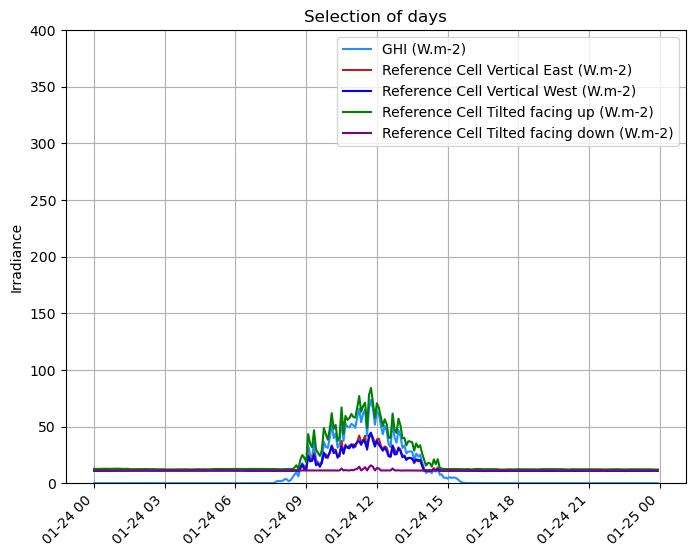 Selection of days
GHI (W.m-2)
Reference Cell Vertical East (W.m-2)
Reference Cell Vertical West (W.m-2)
Reference Cell Tilted facing up (W.m-2)
Reference Cell Tilted facing down (W.m-2)
Irradiance
400
350
300
250
200
150
100
50
0
01-24 00
01-24 03
01-24 06
01-24 09
01-24 12
01-24 15
01-24 18
01-24 21
01-25 00